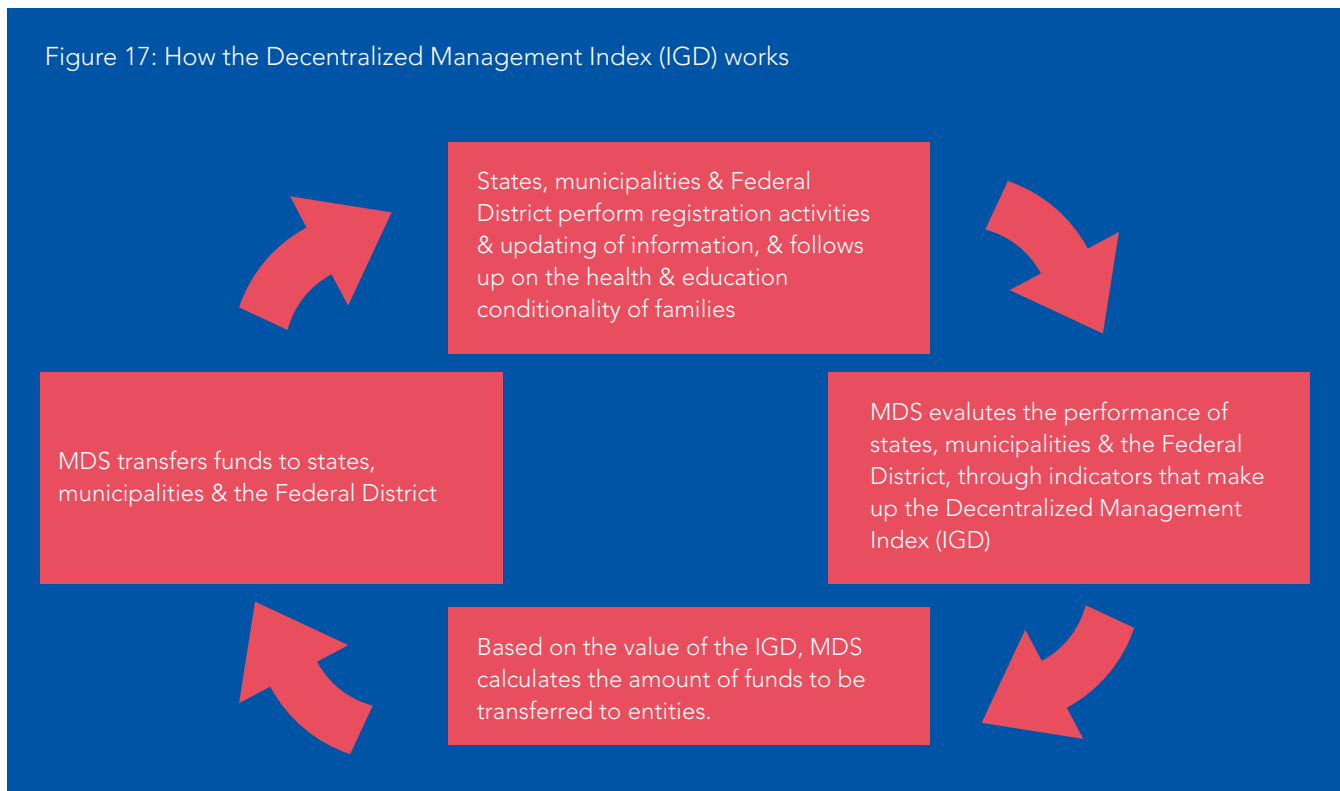 Figure 17: How the Decentralized Management Index (IGD) works
States, municipalities & Federal
District perform registration activities
& updating of information, & follows
up on the health & education
conditionality of families
MDS evalutes the performance of
states, municipalities & the Federal
District, through indicators that make
up the Decentralized Management
Index (IGD)
Based on the value of the IGD, MDS
calculates the amount of funds to be
transferred to entities.
MDS transfers funds to states,
municipalities & the Federal District